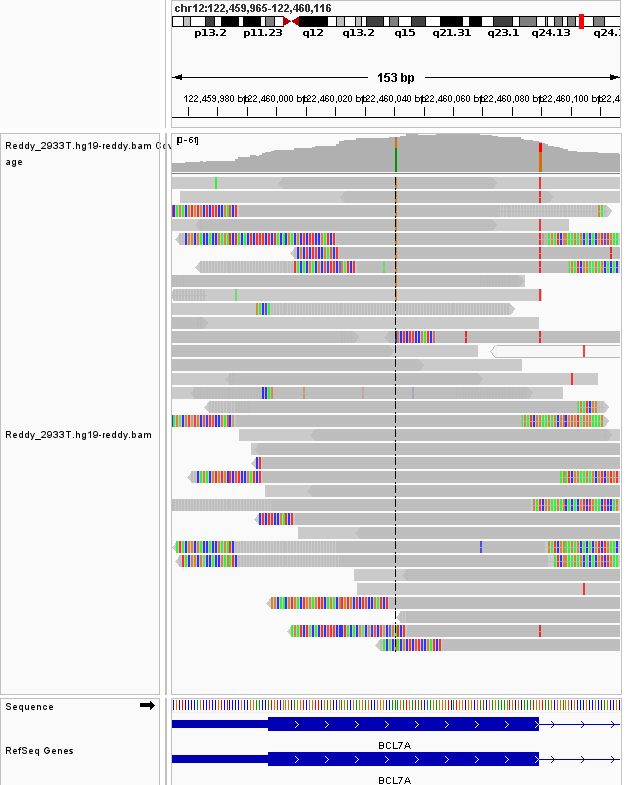 chr12:122,459,965-122,460,116
p13.2 p11.23 q12 q13.2 q15 q21.31 q23.1 q24.13 q24.
153 bp
122,459,980 bp 122,460,000 bp 122,460,020 bp 122,460,040 bp 122,460,060 bp 122,460,080 bp 122,460,100 bp 122,4
[0-61]
Reddy_2933T.hg19-reddy.bam Co
age
Reddy_2933T.hg19-reddy.bam
Sequence
BCL7A
RefSeq Genes
BCL7A